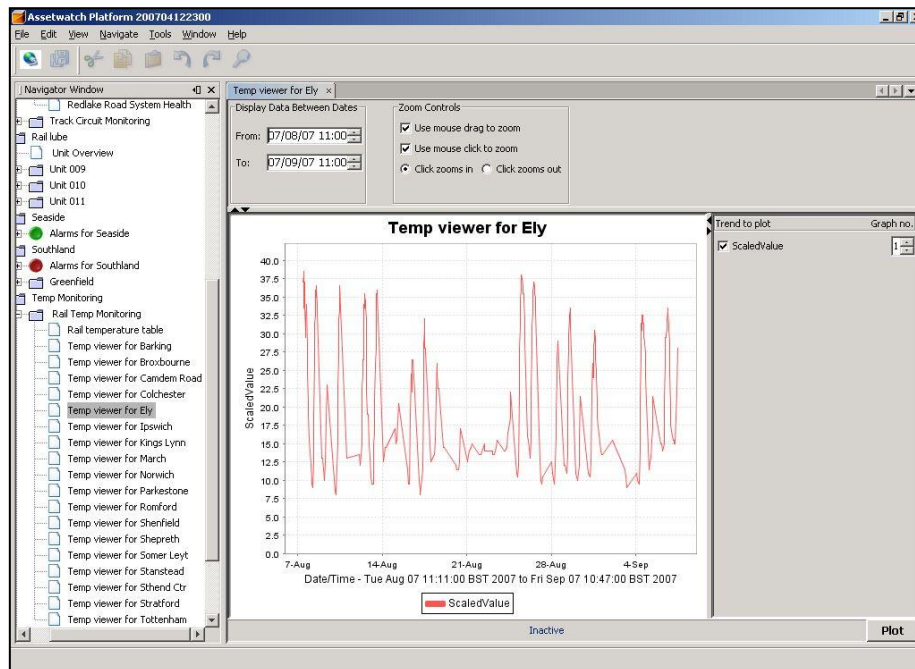 Assetwatch Platform 200704122300
File Edit View Navigate Tools Window Help
Navigator Window
Redlake Road System Health
Track Circuit Monitoring
Rail lube
Unit Overview
Unit 009
Unit 010
Unit 011
Seaside
Alarms for Seaside
Southland
Alarms for Southland
Greenfield
Temp Monitoring
Rail Temp Monitoring
Rail temperature table
Temp viewer for Barking
Temp viewer for Broxbourne
Temp viewer for Camdem Road
Temp viewer for Colchester
Temp viewer for Ely
Temp viewer for Ipswich
Temp viewer for Kings Lynn
Temp viewer for March
Temp viewer for Norwich
Temp viewer for Parkestone
Temp viewer for Romford
Temp viewer for Shenfield
Temp viewer for Shepreth
Temp viewer for Somer Leyt
Temp viewer for Stanstead
Temp viewer for Sthend Ctr
Temp viewer for Stratford
Temp viewer for Tottenham
Temp viewer for Ely
Display Data Between Dates
From: 07/08/07 11:00
To: 07/09/07 11:00
Zoom Controls
Use mouse drag to zoom
Use mouse click to zoom
Click zooms in Click zooms out
Temp viewer for Ely
ScaledValue
40.0
37.5
35.0
32.5
30.0
27.5
25.0
22.5
20.0
17.5
15.0
12.5
10.0
7.5
5.0
2.5
0.0
7-Aug 14-Aug 21-Aug 28-Aug 4-Sep
Date/Time - Tue Aug 07 11:11:00 BST 2007 to Fri Sep 07 10:47:00 BST 2007
ScaledValue
Trend to plot Graph no.
ScaledValue 1
Inactive
Plot